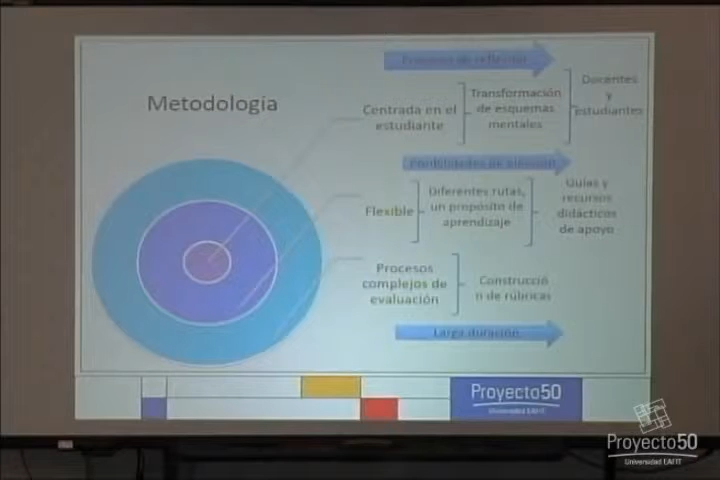 Metodología
Procesos de reflexión
Centrada en el
estudiante
Transformación
de esquemas
mentales
Docentes
y
estudiantes
Posibilidades de elección
Flexible
Diferentes rutas,
un propósito de
aprendizaje
Guías y
recursos
didácticos
de apoyo
Procesos
complejos de
evaluación
Construcció
n de rúbricas
Larga duración
Proyecto50
Universidad EAFIT
Proyecto50
Universidad EAFIT